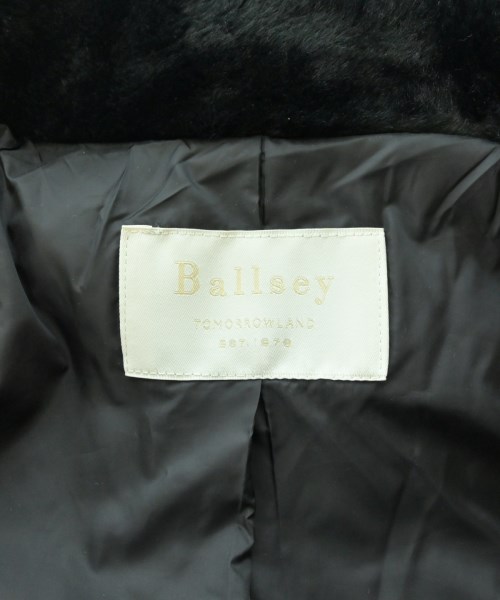 Ballsey
TOMORROWLAND
EST. 1978